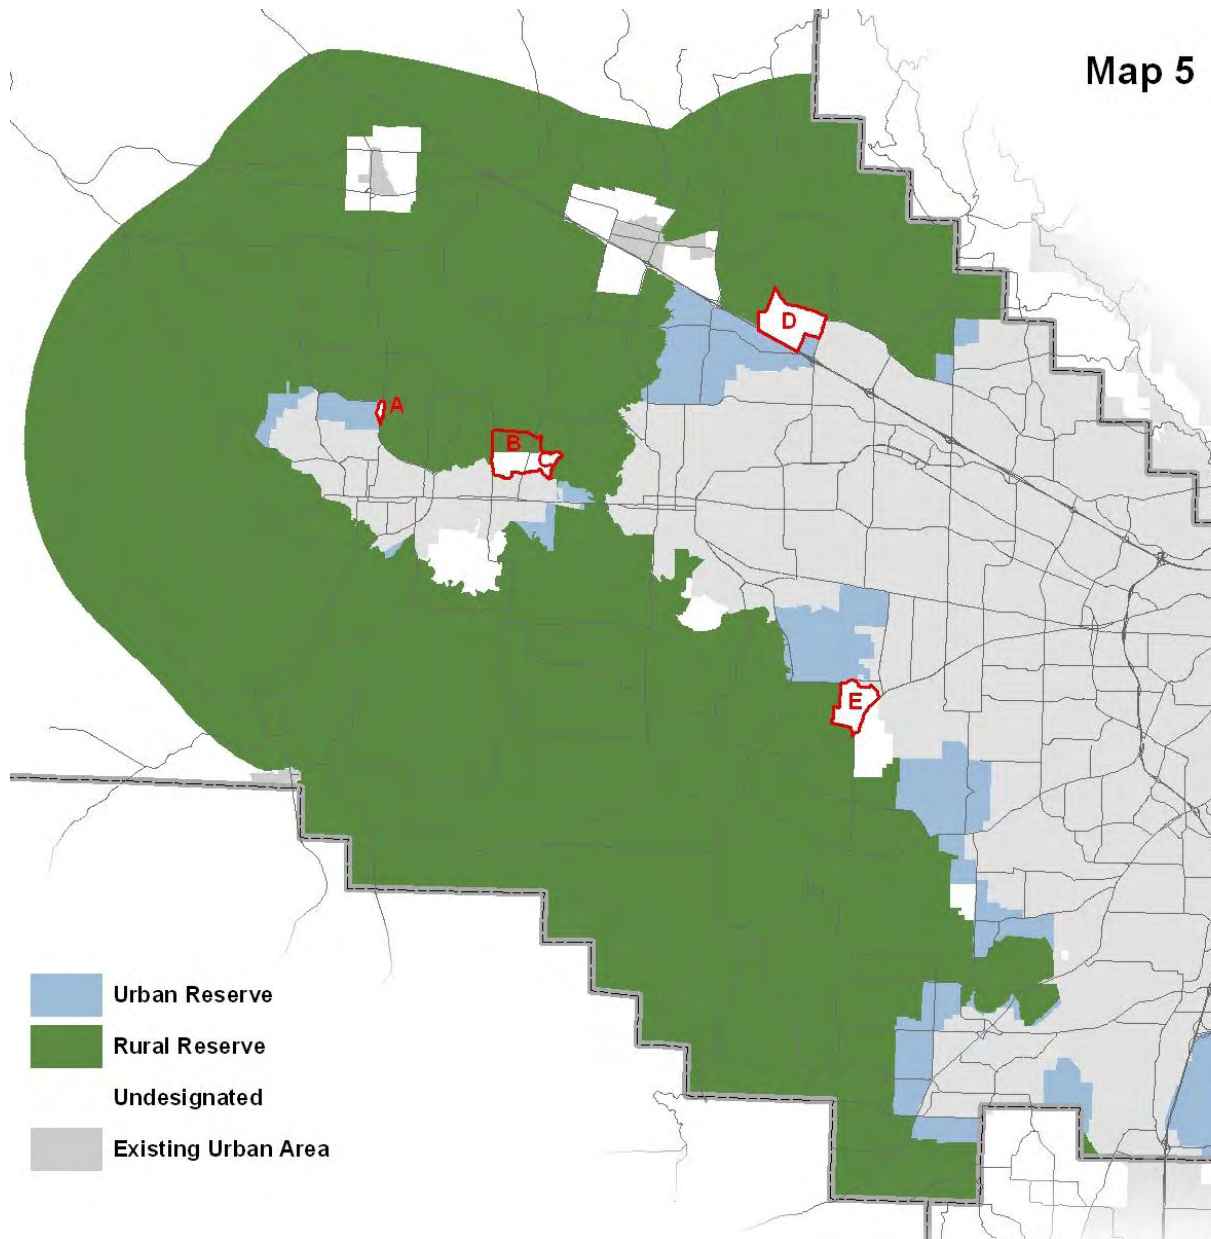 Map 5
D
A
B
C
E
Urban Reserve
Rural Reserve
Undesignated
Existing Urban Area